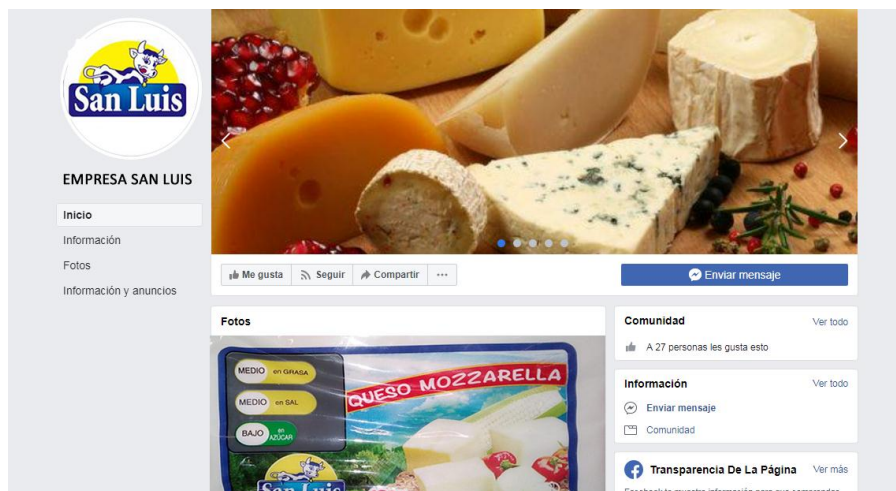 San Luis
EMPRESA SAN LUIS
Inicio
Información
Fotos
Información y anuncios
Me gusta
Seguir
Compartir
Enviar mensaje
Fotos
MEDIO en GRASA
MEDIO en SAL
BAJO en AZÚCAR
QUESO MOZZARELLA
San Luis
Comunidad
Ver todo
A 27 personas les gusta esto
Información
Ver todo
Enviar mensaje
Comunidad
Transparencia De La Página
Ver más